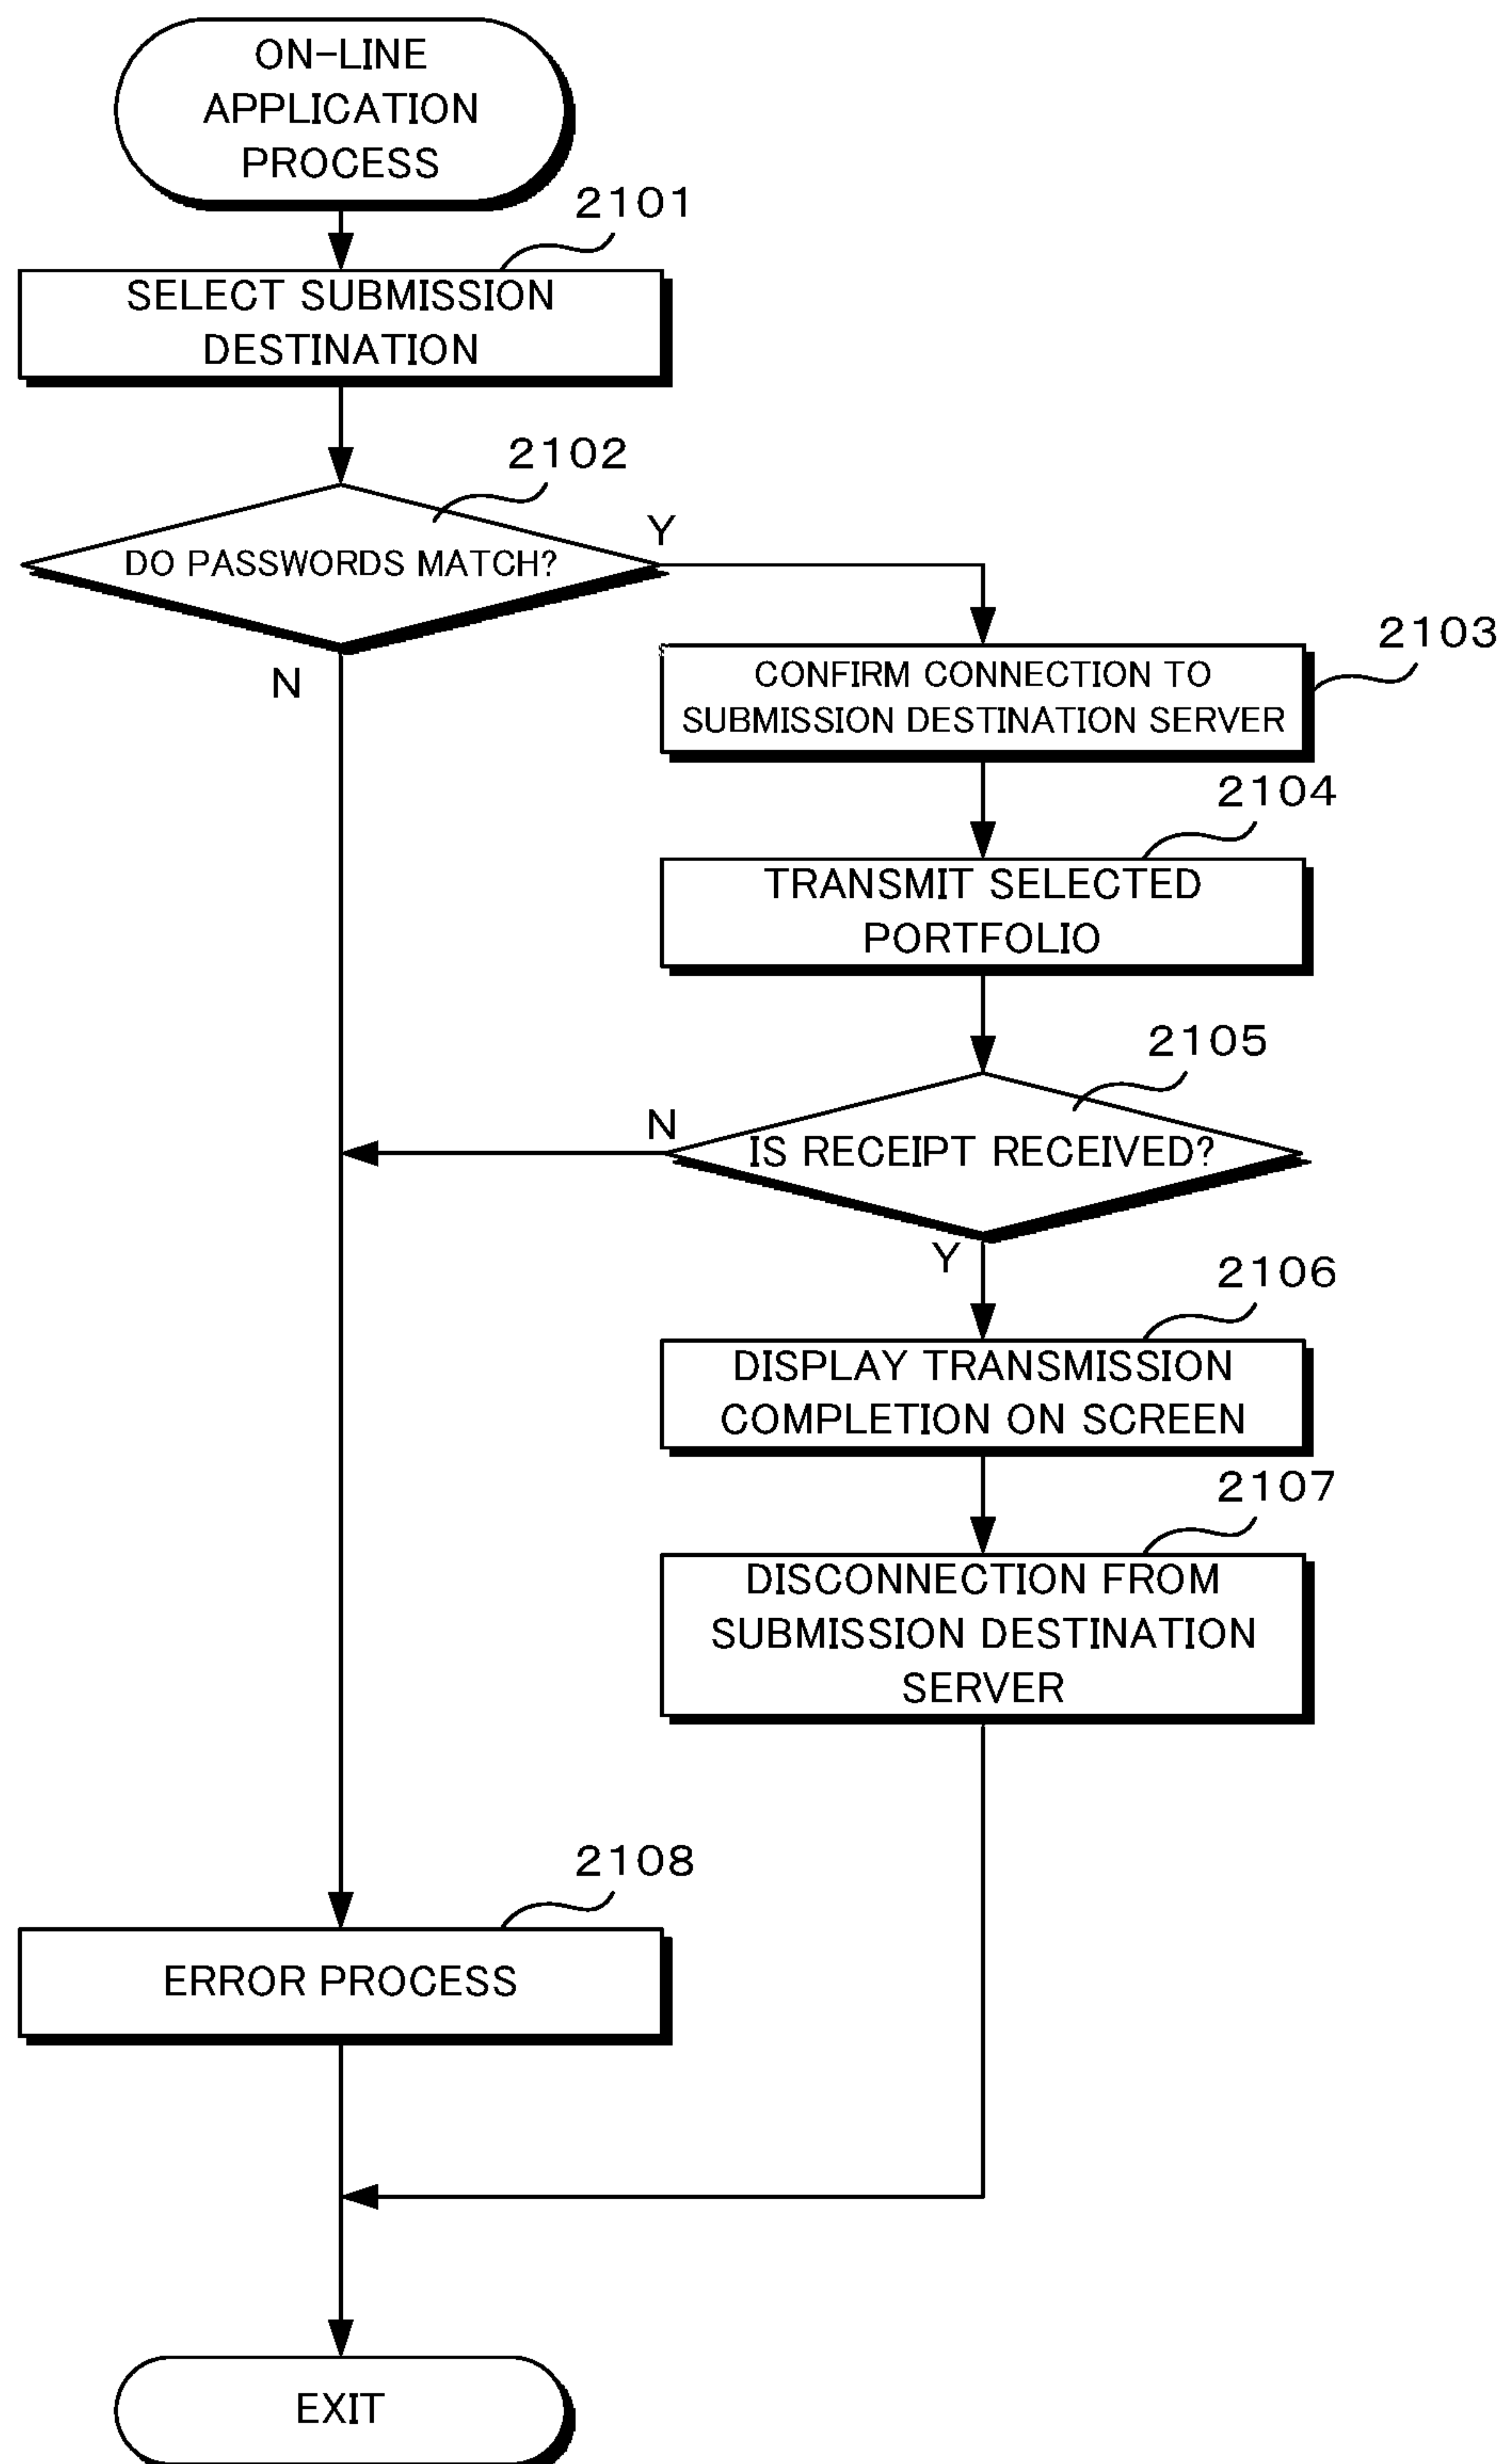 ON-LINE
APPLICATION
PROCESS
2101
SELECT SUBMISSION
DESTINATION
2102
DO PASSWORDS MATCH?
Y
N
2103
CONFIRM CONNECTION TO
SUBMISSION DESTINATION SERVER
2104
TRANSMIT SELECTED
PORTFOLIO
2105
IS RECEIPT RECEIVED?
N
Y
2106
DISPLAY TRANSMISSION
COMPLETION ON SCREEN
2107
DISCONNECTION FROM
SUBMISSION DESTINATION
SERVER
2108
ERROR PROCESS
EXIT